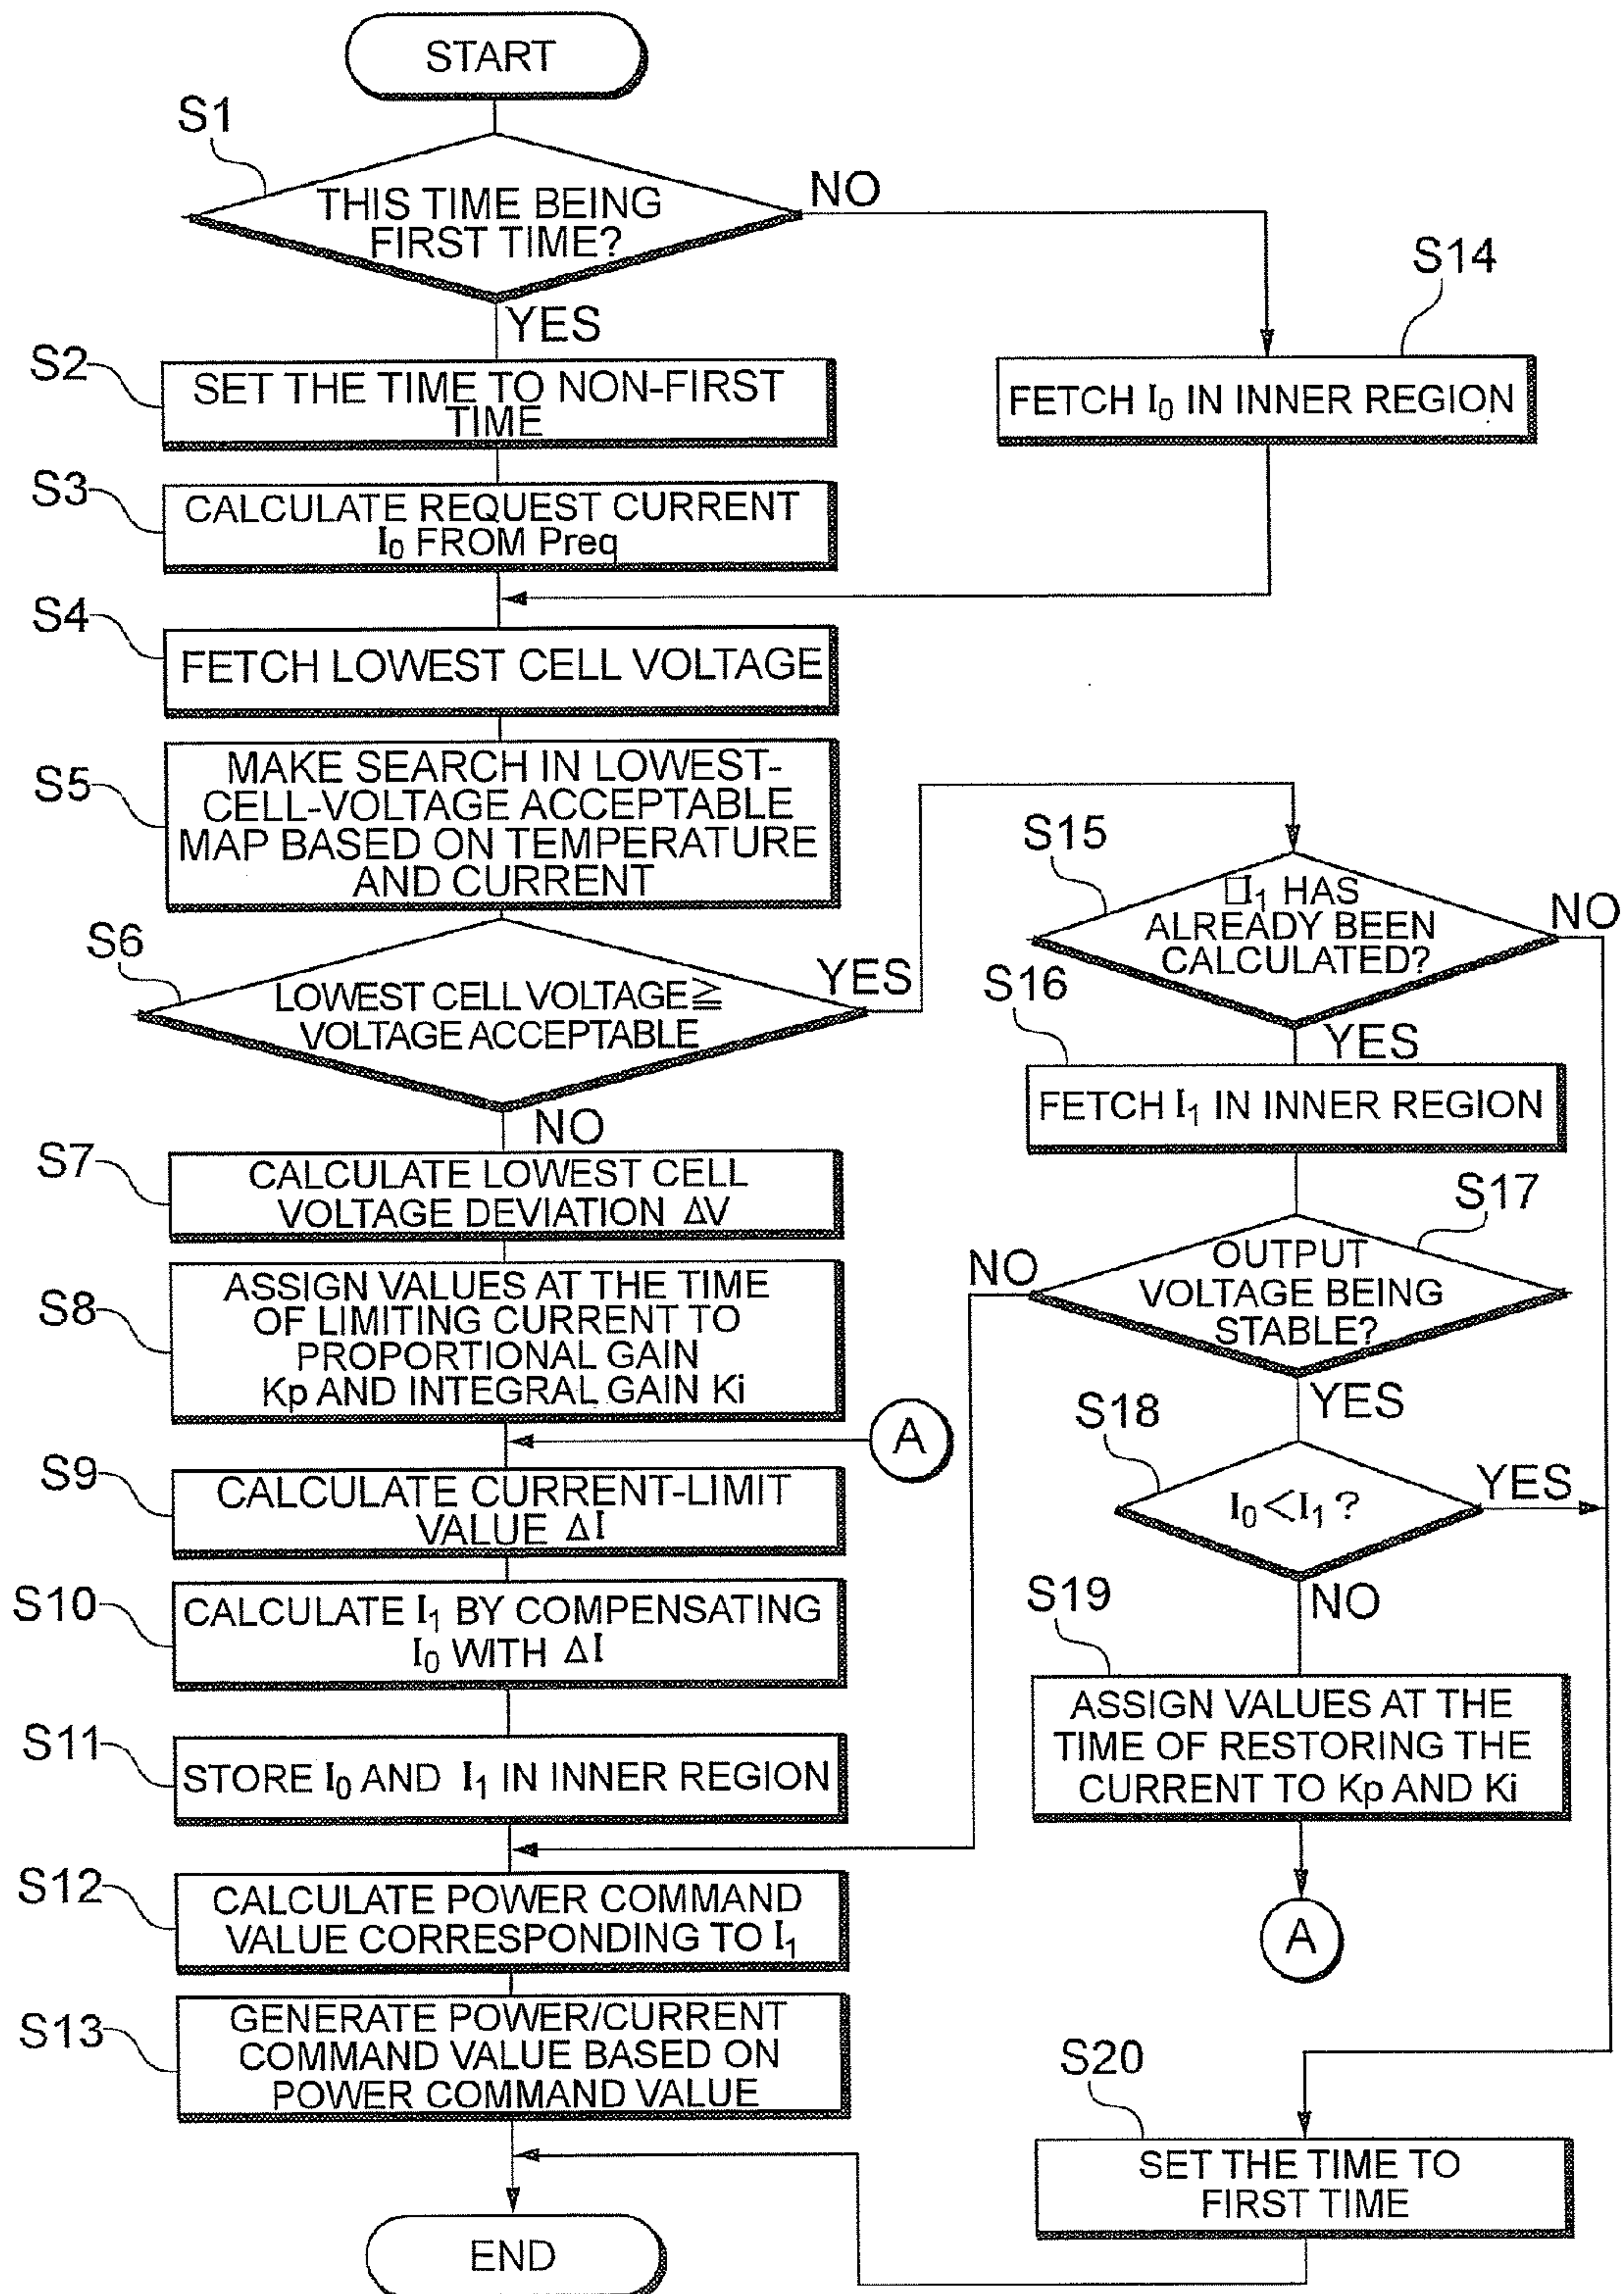 START
S1
THIS TIME BEING
FIRST TIME?
NO
YES
S14
FETCH I₀ IN INNER REGION
S2
SET THE TIME TO NON-FIRST
TIME
S3
CALCULATE REQUEST CURRENT
I₀ FROM Preq
S4
FETCH LOWEST CELL VOLTAGE
S5
MAKE SEARCH IN LOWEST-
CELL-VOLTAGE ACCEPTABLE
MAP BASED ON TEMPERATURE
AND CURRENT
S6
LOWEST CELL VOLTAGE≧
VOLTAGE ACCEPTABLE
YES
NO
S15
□I₁ HAS
ALREADY BEEN
CALCULATED?
NO
YES
S16
FETCH I₁ IN INNER REGION
S7
CALCULATE LOWEST CELL
VOLTAGE DEVIATION ΔV
S17
OUTPUT
VOLTAGE BEING
STABLE?
NO
YES
S8
ASSIGN VALUES AT THE TIME
OF LIMITING CURRENT TO
PROPORTIONAL GAIN
Kp AND INTEGRAL GAIN Ki
A
S18
I₀<I₁?
YES
NO
S9
CALCULATE CURRENT-LIMIT
VALUE ΔI
S10
CALCULATE I₁ BY COMPENSATING
I₀ WITH ΔI
S19
ASSIGN VALUES AT THE
TIME OF RESTORING THE
CURRENT TO Kp AND Ki
A
S11
STORE I₀ AND I₁ IN INNER REGION
S12
CALCULATE POWER COMMAND
VALUE CORRESPONDING TO I₁
S13
GENERATE POWER/CURRENT
COMMAND VALUE BASED ON
POWER COMMAND VALUE
S20
SET THE TIME TO
FIRST TIME
END